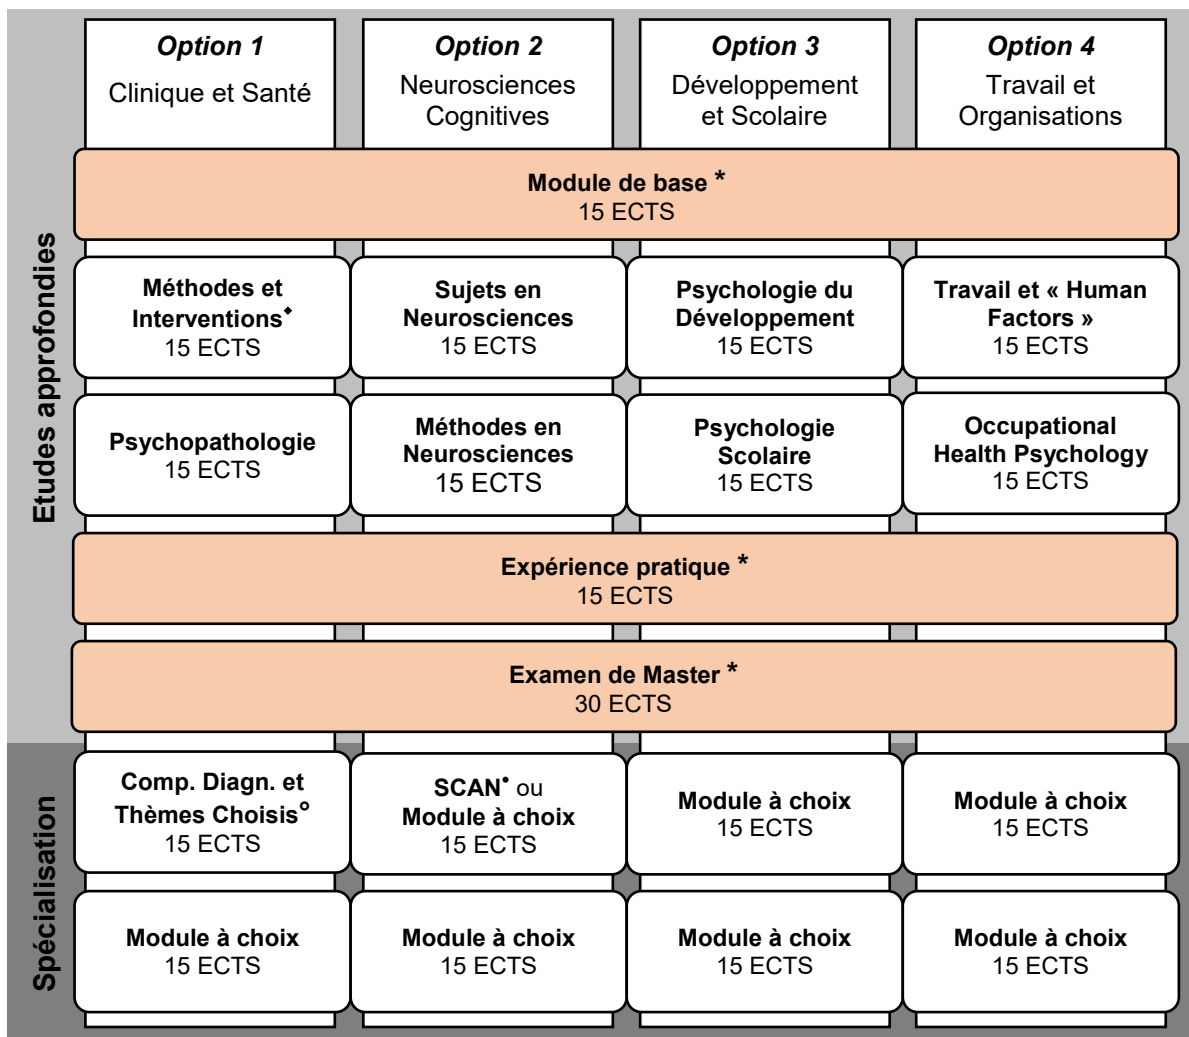 Option 1
Clinique et Santé
Option 2
Neurosciences
Cognitives
Option 3
Développement
et Scolaire
Option 4
Travail et
Organisations
Etudes approfondies
Module de base *
15 ECTS
Méthodes et
Interventions◆
15 ECTS
Sujets en
Neurosciences
15 ECTS
Psychologie du
Développement
15 ECTS
Travail et « Human
Factors »
15 ECTS
Psychopathologie
15 ECTS
Méthodes en
Neurosciences
15 ECTS
Psychologie
Scolaire
15 ECTS
Occupational
Health Psychology
15 ECTS
Expérience pratique *
15 ECTS
Examen de Master *
30 ECTS
Spécialisation
Comp. Diagn. et
Thèmes Choisis°
15 ECTS
SCAN• ou
Module à choix
15 ECTS
Module à choix
15 ECTS
Module à choix
15 ECTS
Module à choix
15 ECTS
Module à choix
15 ECTS
Module à choix
15 ECTS
Module à choix
15 ECTS